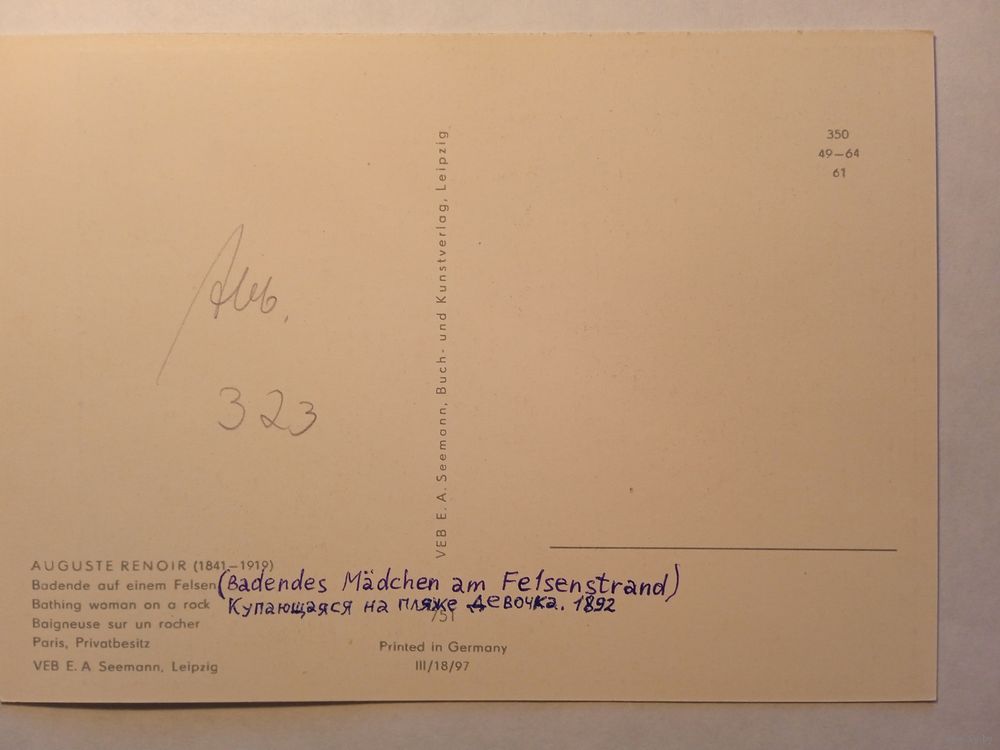 350
49–64
61
VEB E. A. Seemann, Buch- und Kunstverlag, Leipzig
323
AUGUSTE RENOIR (1841–1919)
Badende auf einem Felsen (Badendes Mädchen am Felsenstrand)
Bathing woman on a rock Купающаяся на пляже девочка. 1892
Baigneuse sur un rocher
/51
Paris, Privatbesitz
Printed in Germany
VEB E. A Seemann, Leipzig
III/18/97